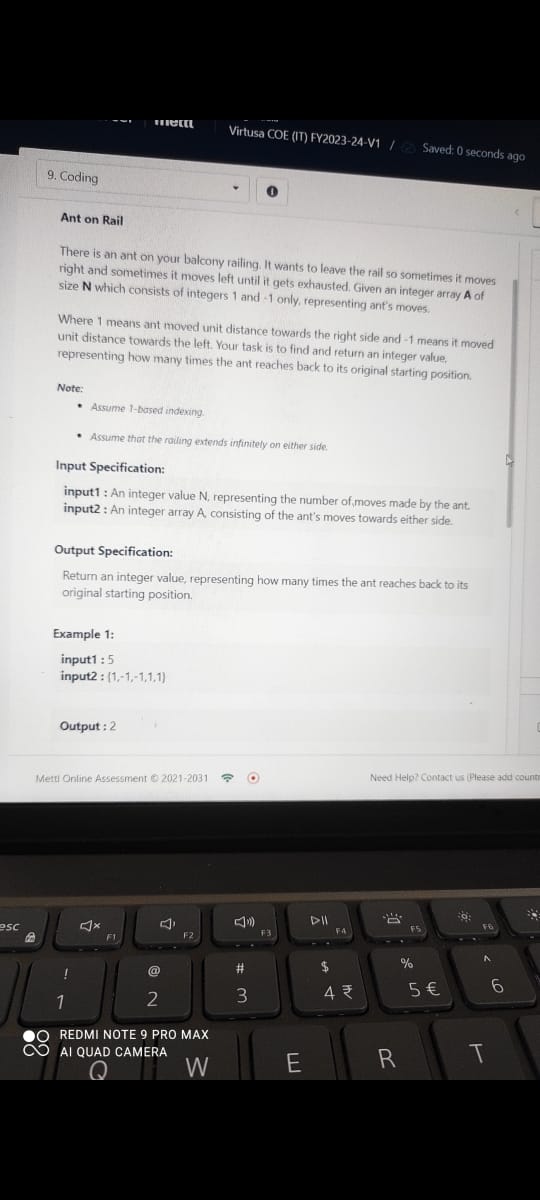 mettl
Virtusa COE (IT) FY2023-24-V1 /
Saved: 0 seconds ago
9. Coding
Ant on Rail
There is an ant on your balcony railing. It wants to leave the rail so sometimes it moves
right and sometimes it moves left until it gets exhausted. Given an integer array A of
size N which consists of integers 1 and -1 only, representing ant's moves.
Where 1 means ant moved unit distance towards the right side and -1 means it moved
unit distance towards the left. Your task is to find and return an integer value,
representing how many times the ant reaches back to its original starting position.
Note:
• Assume 1-based indexing.
• Assume that the railing extends infinitely on either side.
Input Specification:
input1 : An integer value N, representing the number of moves made by the ant.
input2 : An integer array A, consisting of the ant's moves towards either side.
Output Specification:
Return an integer value, representing how many times the ant reaches back to its
original starting position.
Example 1:
input1 : 5
input2 : {1,-1,-1,1,1}
Output : 2
Mettl Online Assessment © 2021-2031
Need Help? Contact us (Please add
esc
F1
F2
F3
F4
F5
F6
! @ # $ % ^
1 2 3 4 ₹ 5 € 6
Q W E R T
REDMI NOTE 9 PRO MAX
AI QUAD CAMERA